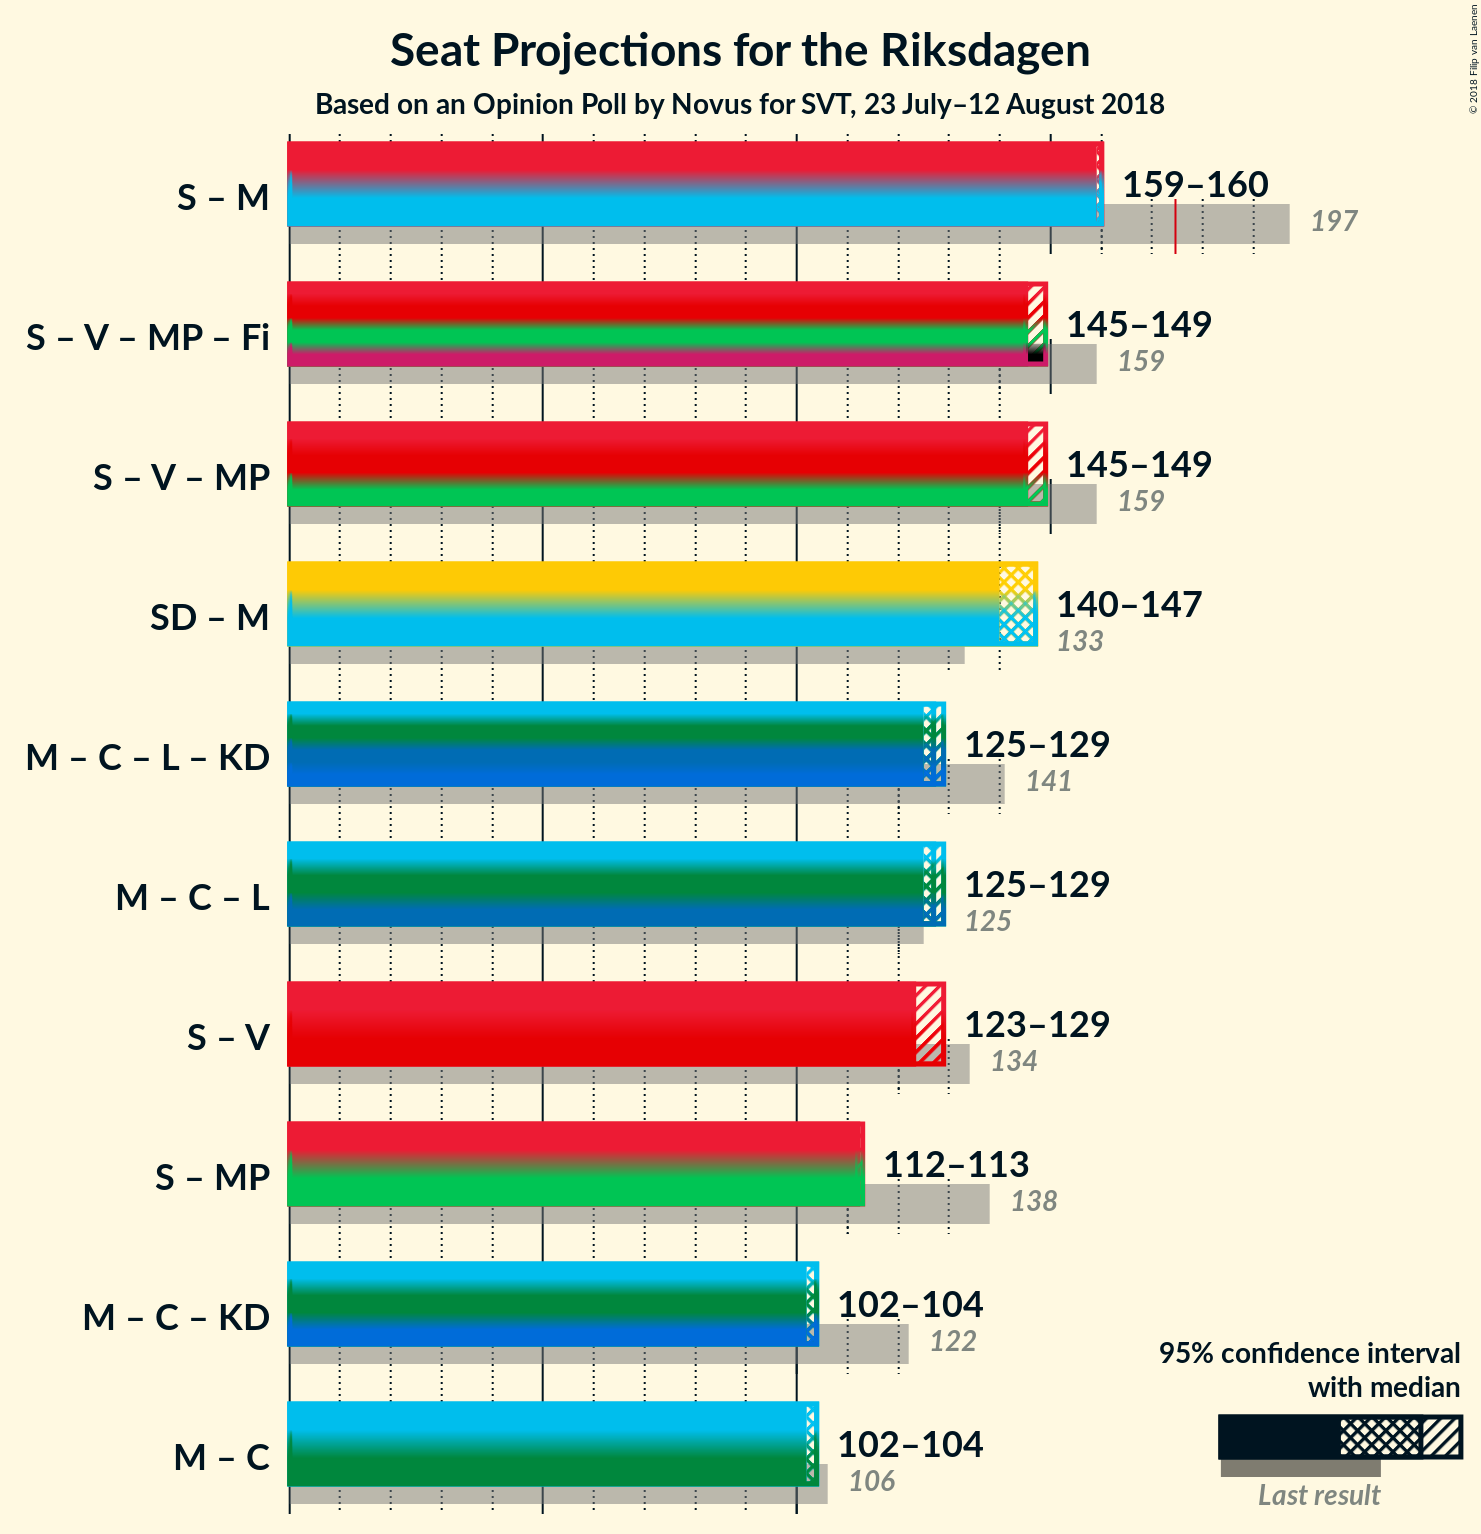 Seat Projections for the Riksdagen
Based on an Opinion Poll by Novus for SVT, 23 July–12 August 2018
© 2018 Filip van Laenen
S – M
159–160
197
S – V – MP – Fi
145–149
159
S – V – MP
145–149
159
SD – M
140–147
133
M – C – L – KD
125–129
141
M – C – L
125–129
125
S – V
123–129
134
S – MP
112–113
138
M – C – KD
102–104
122
M – C
102–104
106
95% confidence interval
with median
Last result